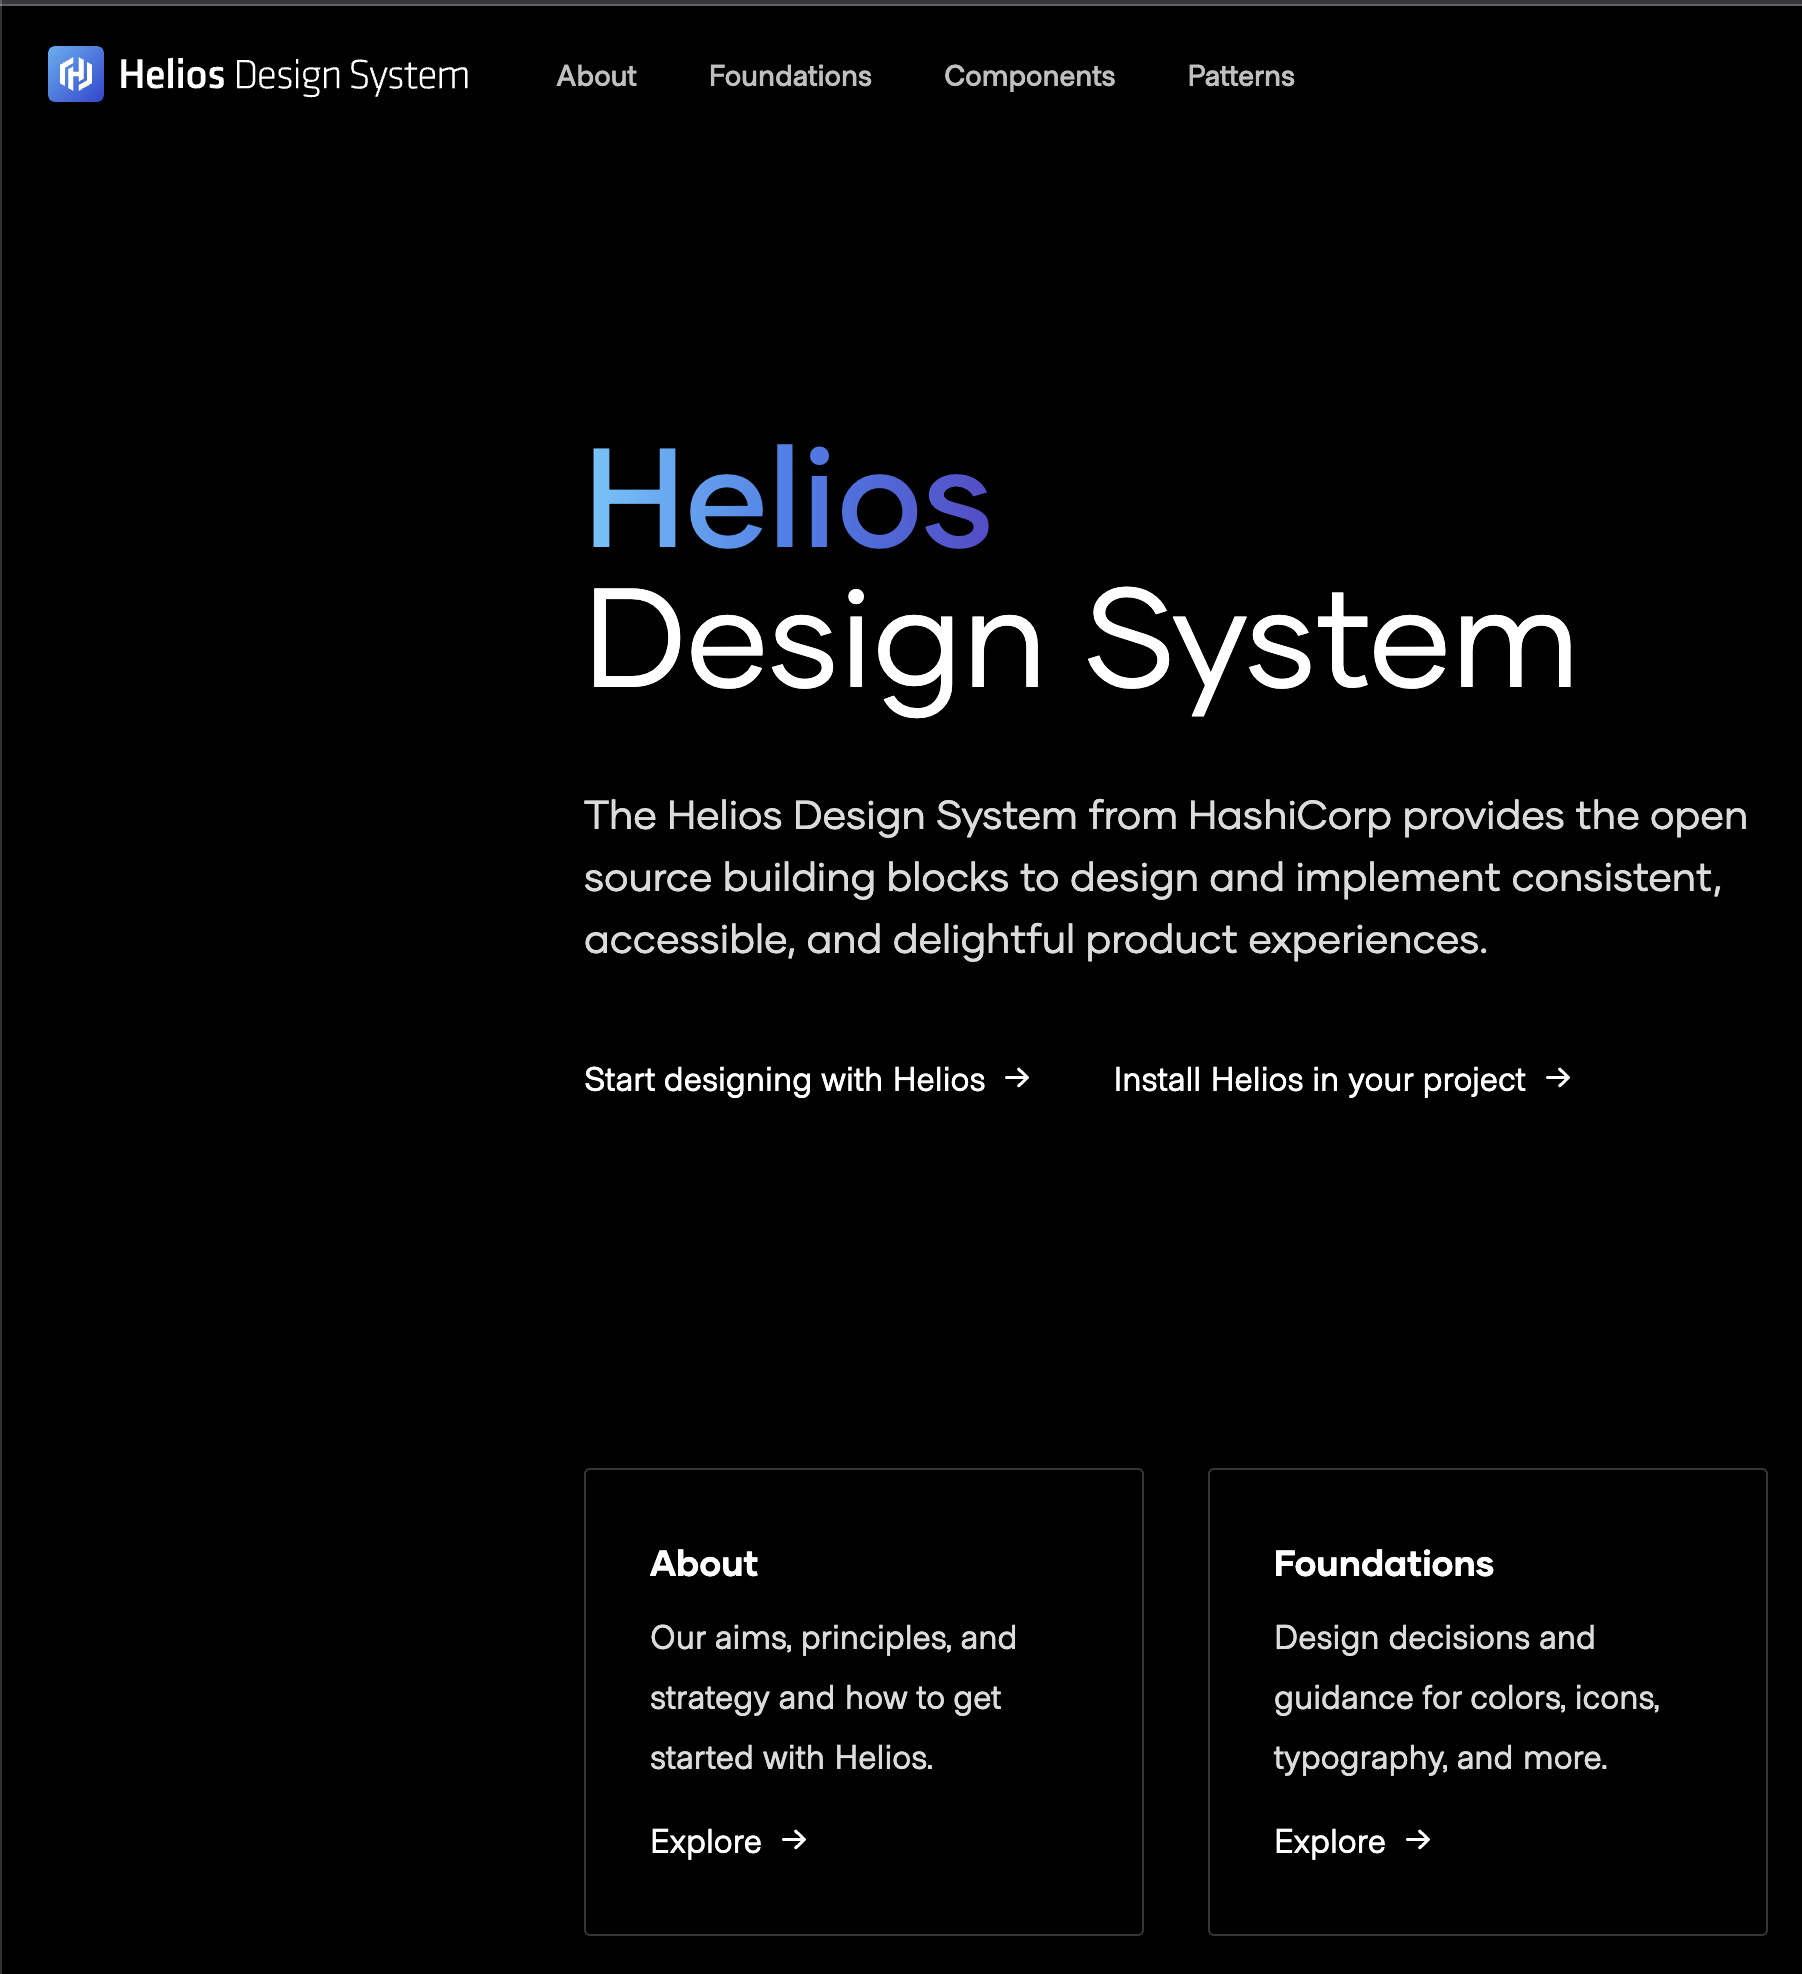 Helios Design System
About Foundations Components Patterns
Helios
Design System
The Helios Design System from HashiCorp provides the open
source building blocks to design and implement consistent,
accessible, and delightful product experiences.
Start designing with Helios → Install Helios in your project →
About
Our aims, principles, and
strategy and how to get
started with Helios.
Explore →
Foundations
Design decisions and
guidance for colors, icons,
typography, and more.
Explore →